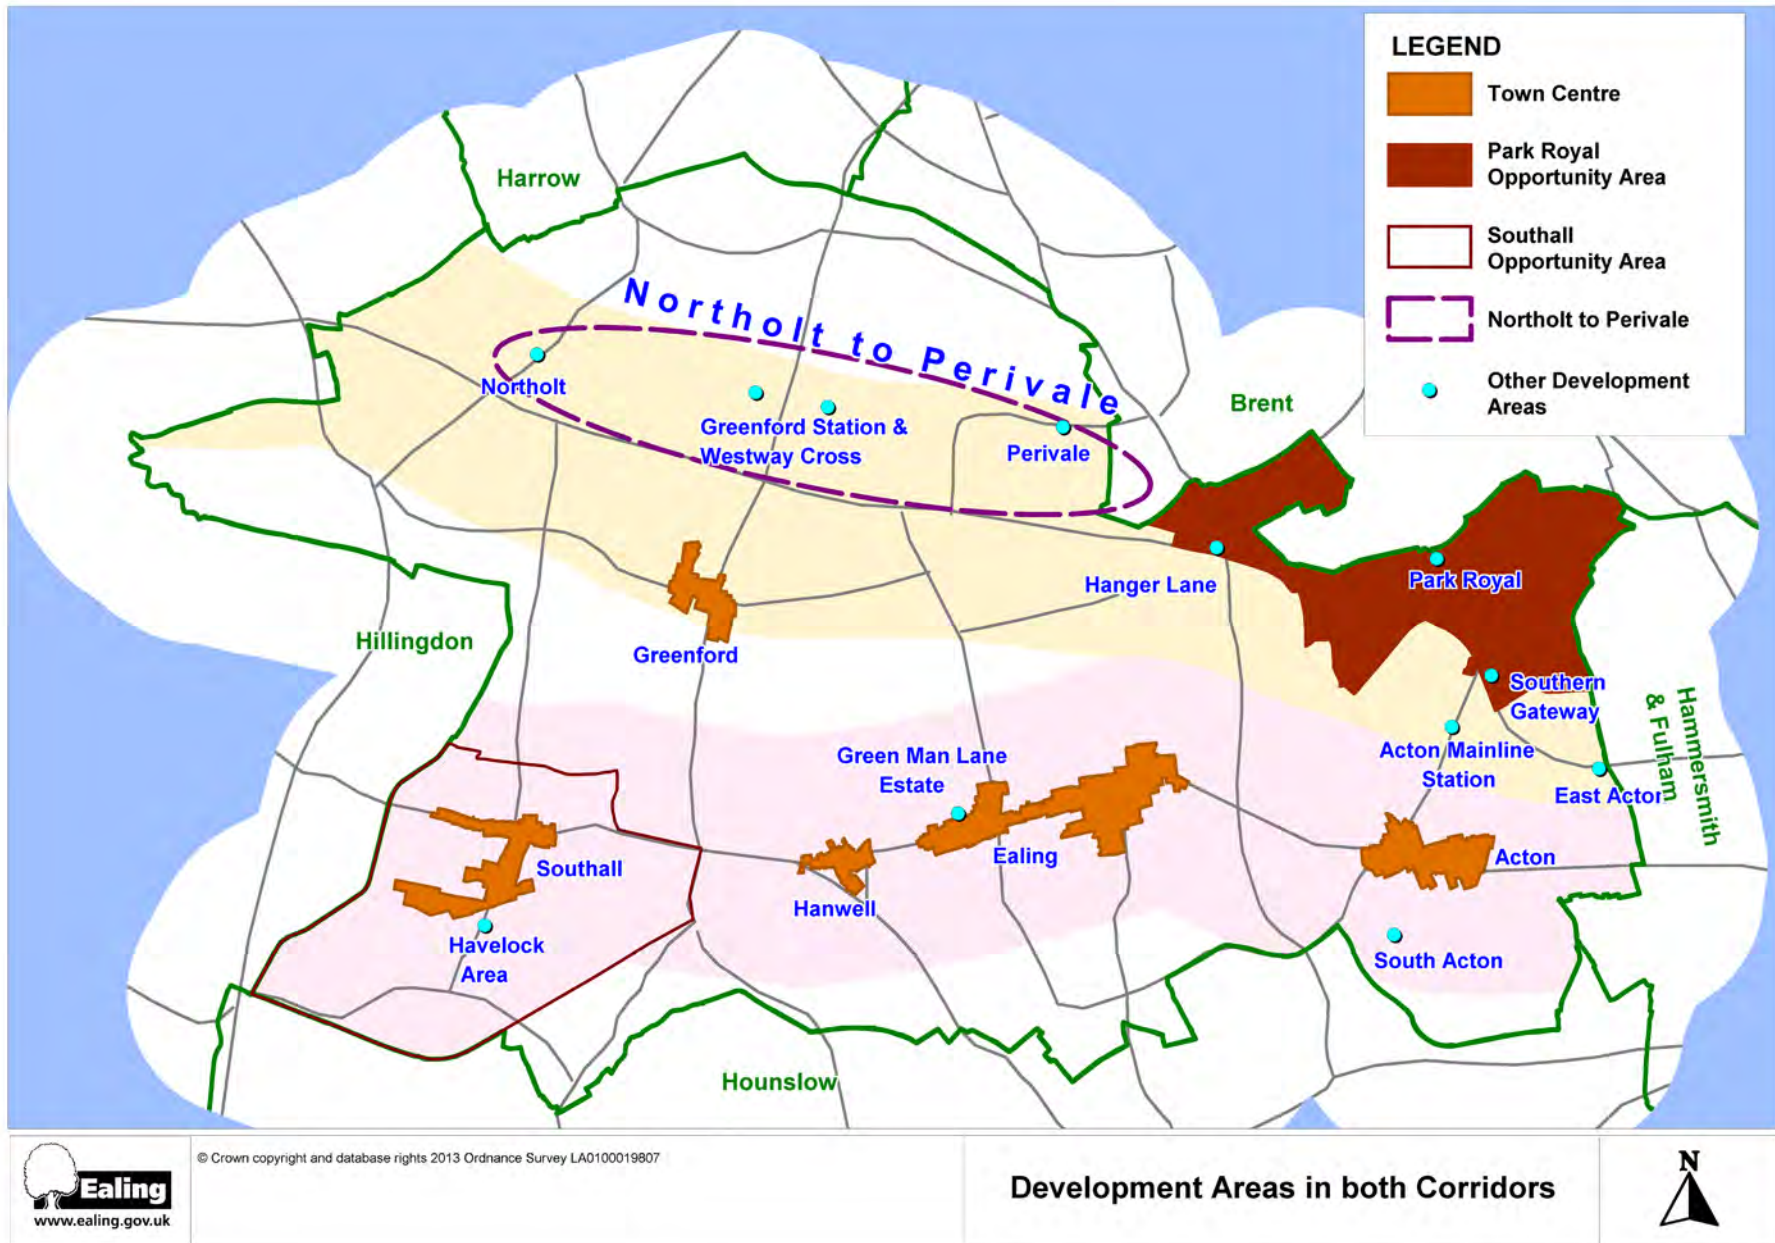 LEGEND
Town Centre
Park Royal
Opportunity Area
Southall
Opportunity Area
Northolt to Perivale
Other Development
Areas
Harrow
Northolt to Perivale
Northolt
Greenford Station &
Westway Cross
Perivale
Brent
Hanger Lane
Park Royal
Hillingdon
Greenford
Southern
Gateway
Hammersmith
& Fulham
Green Man Lane
Estate
Acton Mainline
Station
East Acton
Southall
Ealing
Acton
Hanwell
Havelock
Area
South Acton
Hounslow
Ealing
www.ealing.gov.uk
© Crown copyright and database rights 2013 Ordnance Survey LA0100019807
Development Areas in both Corridors
N